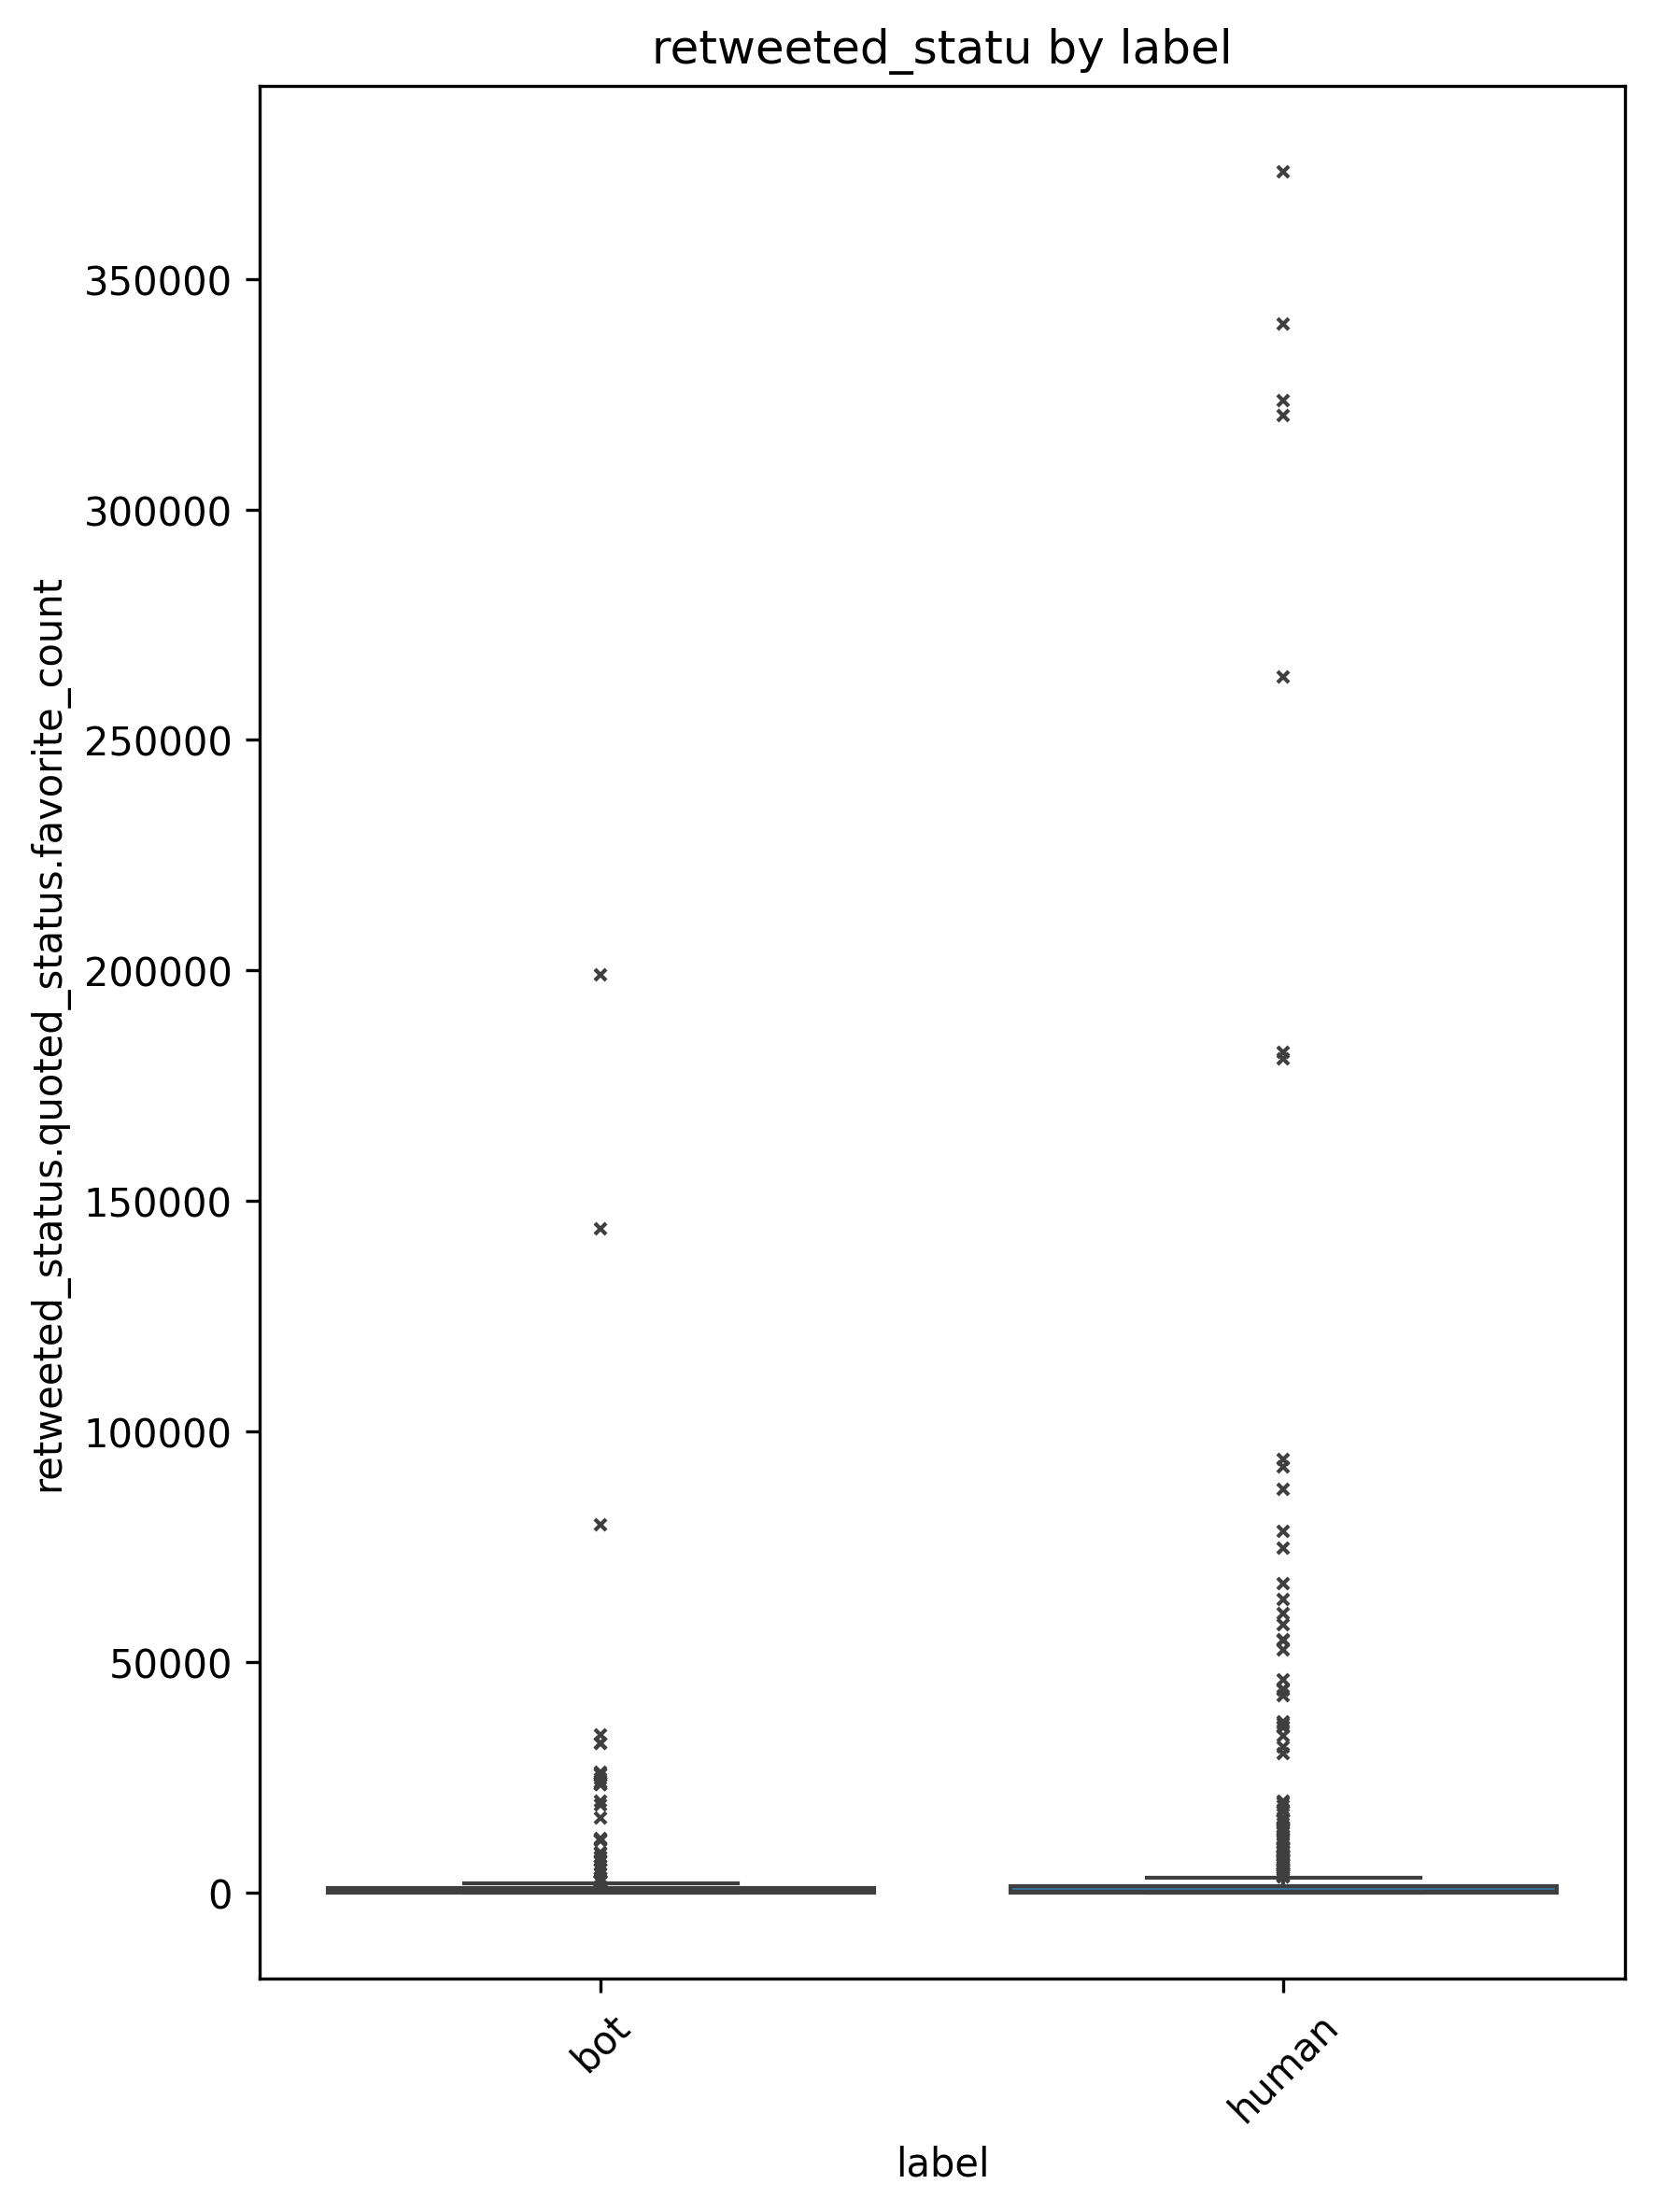 retweeted_statu by label
retweeted_status.quoted_status.favorite_count
350000
300000
250000
200000
150000
100000
50000
0
bot
human
label